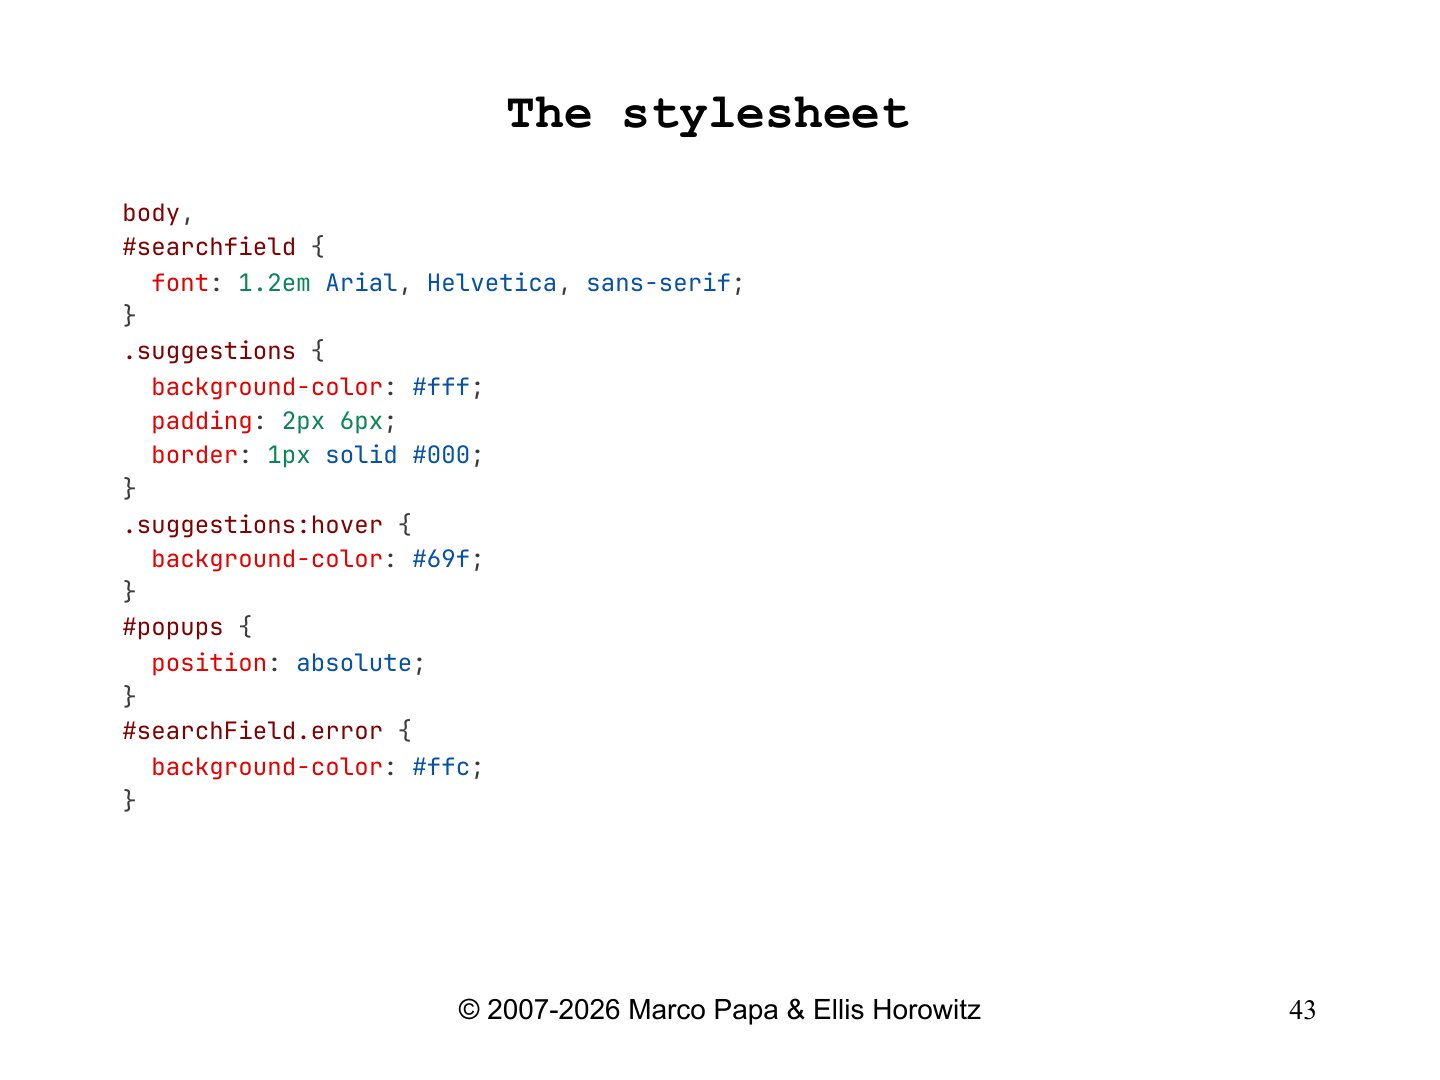 The stylesheet
body,
#searchfield {
  font: 1.2em Arial, Helvetica, sans-serif;
}
.suggestions {
  background-color: #fff;
  padding: 2px 6px;
  border: 1px solid #000;
}
.suggestions:hover {
  background-color: #69f;
}
#popups {
  position: absolute;
}
#searchField.error {
  background-color: #ffc;
}
© 2007-2026 Marco Papa & Ellis Horowitz
43